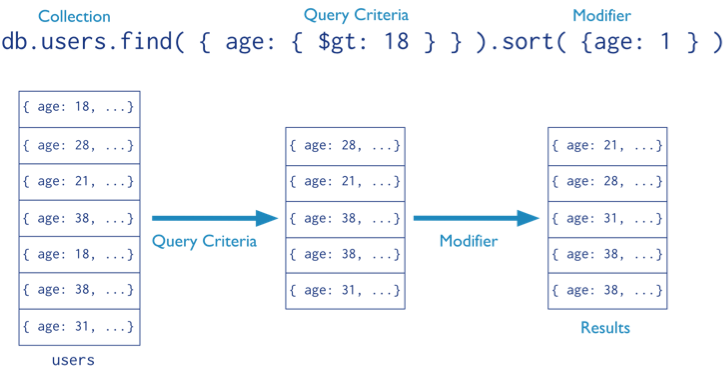 Collection Query Criteria Modifier
db.users.find( { age: { $gt: 18 } } ).sort( {age: 1 } )
{ age: 18, ...}
{ age: 28, ...}
{ age: 21, ...}
{ age: 38, ...}
{ age: 18, ...}
{ age: 38, ...}
{ age: 31, ...}
users
Query Criteria
{ age: 28, ...}
{ age: 21, ...}
{ age: 38, ...}
{ age: 38, ...}
{ age: 31, ...}
Modifier
{ age: 21, ...}
{ age: 28, ...}
{ age: 31, ...}
{ age: 38, ...}
{ age: 38, ...}
Results